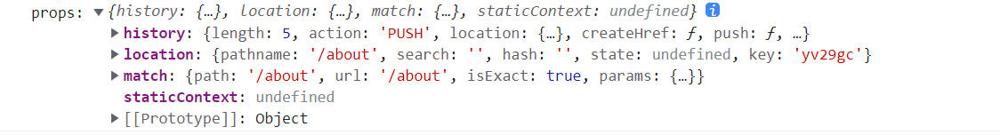 props: ▼{history: {…}, location: {…}, match: {…}, staticContext: undefined} i
▶ history: {length: 5, action: 'PUSH', location: {…}, createHref: ƒ, push: ƒ, …}
▶ location: {pathname: '/about', search: '', hash: '', state: undefined, key: 'yv29gc'}
▶ match: {path: '/about', url: '/about', isExact: true, params: {…}}
staticContext: undefined
▶ [[Prototype]]: Object